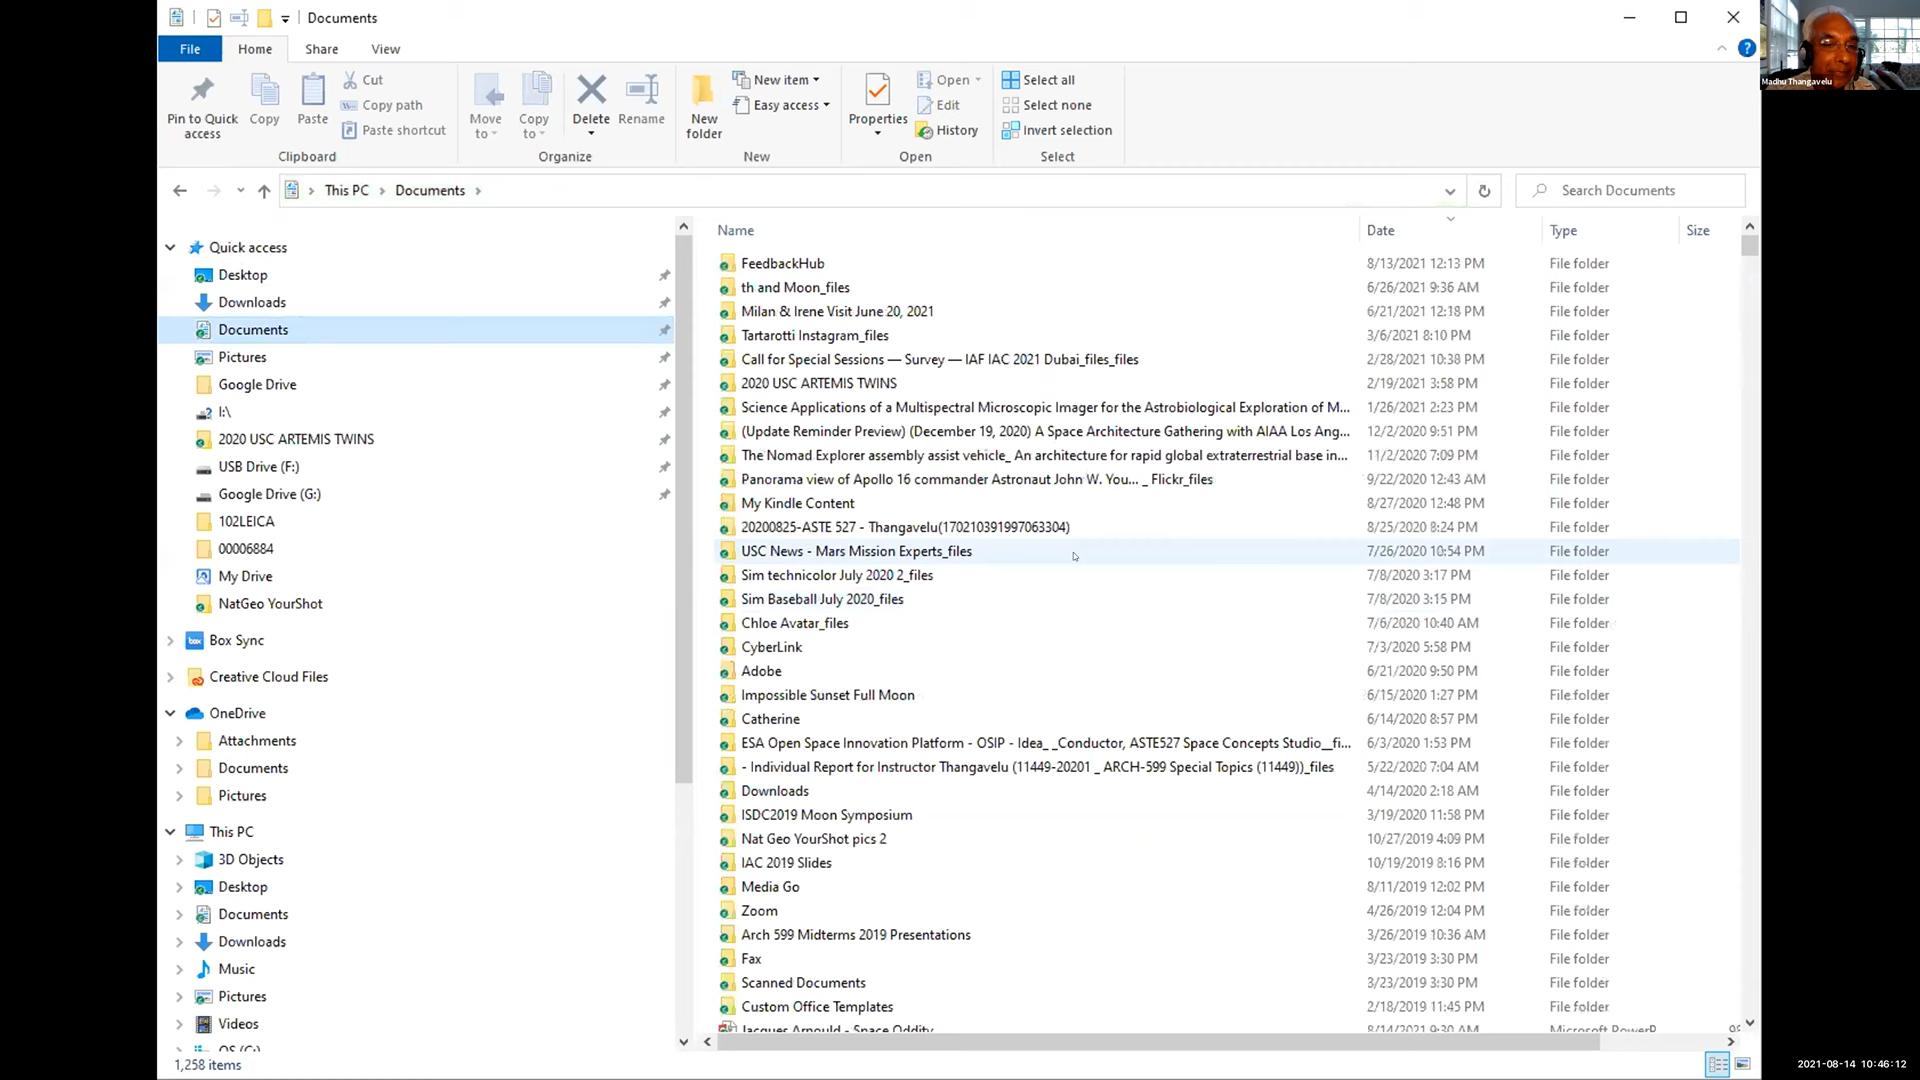 Documents
File Home Share View
Madhu Thangavelu
Pin to Quick access
Copy
Paste
Cut
Copy path
Paste shortcut
Clipboard
Move to
Copy to
Delete
Rename
Organize
New folder
New item
Easy access
New
Properties
Open
Edit
History
Open
Select all
Select none
Invert selection
Select
This PC > Documents >
Search Documents
Quick access
Desktop
Downloads
Documents
Pictures
Google Drive
I:\
2020 USC ARTEMIS TWINS
USB Drive (F:)
Google Drive (G:)
102LEICA
00006884
My Drive
NatGeo YourShot
Box Sync
Creative Cloud Files
OneDrive
Attachments
Documents
Pictures
This PC
3D Objects
Desktop
Documents
Downloads
Music
Pictures
Videos
OS (C:)
Name Date Type Size
FeedbackHub 8/13/2021 12:13 PM File folder
th and Moon_files 6/26/2021 9:36 AM File folder
Milan & Irene Visit June 20, 2021 6/21/2021 12:18 PM File folder
Tartarotti Instagram_files 3/6/2021 8:10 PM File folder
Call for Special Sessions — Survey — IAF IAC 2021 Dubai_files_files 2/28/2021 10:38 PM File folder
2020 USC ARTEMIS TWINS 2/19/2021 3:58 PM File folder
Science Applications of a Multispectral Microscopic Imager for the Astrobiological Exploration of M... 1/26/2021 2:23 PM File folder
(Update Reminder Preview) (December 19, 2020) A Space Architecture Gathering with AIAA Los Ang... 12/2/2020 9:51 PM File folder
The Nomad Explorer assembly assist vehicle_ An architecture for rapid global extraterrestrial base in... 11/2/2020 7:09 PM File folder
Panorama view of Apollo 16 commander Astronaut John W. You... _ Flickr_files 9/22/2020 12:43 AM File folder
My Kindle Content 8/27/2020 12:48 PM File folder
20200825-ASTE 527 - Thangavelu(170210391997063304) 8/25/2020 8:24 PM File folder
USC News - Mars Mission Experts_files 7/26/2020 10:54 PM File folder
Sim technicolor July 2020 2_files 7/8/2020 3:17 PM File folder
Sim Baseball July 2020_files 7/8/2020 3:15 PM File folder
Chloe Avatar_files 7/6/2020 10:40 AM File folder
CyberLink 7/3/2020 5:58 PM File folder
Adobe 6/21/2020 9:50 PM File folder
Impossible Sunset Full Moon 6/15/2020 1:27 PM File folder
Catherine 6/14/2020 8:57 PM File folder
ESA Open Space Innovation Platform - OSIP - Idea_ _Conductor, ASTE527 Space Concepts Studio__fi... 6/3/2020 1:53 PM File folder
- Individual Report for Instructor Thangavelu (11449-20201 _ ARCH-599 Special Topics (11449))_files 5/22/2020 7:04 AM File folder
Downloads 4/14/2020 2:18 AM File folder
ISDC2019 Moon Symposium 3/19/2020 11:58 PM File folder
Nat Geo YourShot pics 2 10/27/2019 4:09 PM File folder
IAC 2019 Slides 10/19/2019 8:16 PM File folder
Media Go 8/11/2019 12:02 PM File folder
Zoom 4/26/2019 12:04 PM File folder
Arch 599 Midterms 2019 Presentations 3/26/2019 10:36 AM File folder
Fax 3/23/2019 3:30 PM File folder
Scanned Documents 3/23/2019 3:30 PM File folder
Custom Office Templates 2/18/2019 11:45 PM File folder
Jacques Arnould - Space Oddity 8/14/2021 9:30 AM Microsoft PowerP
1,258 items
2021-08-14 10:46:12